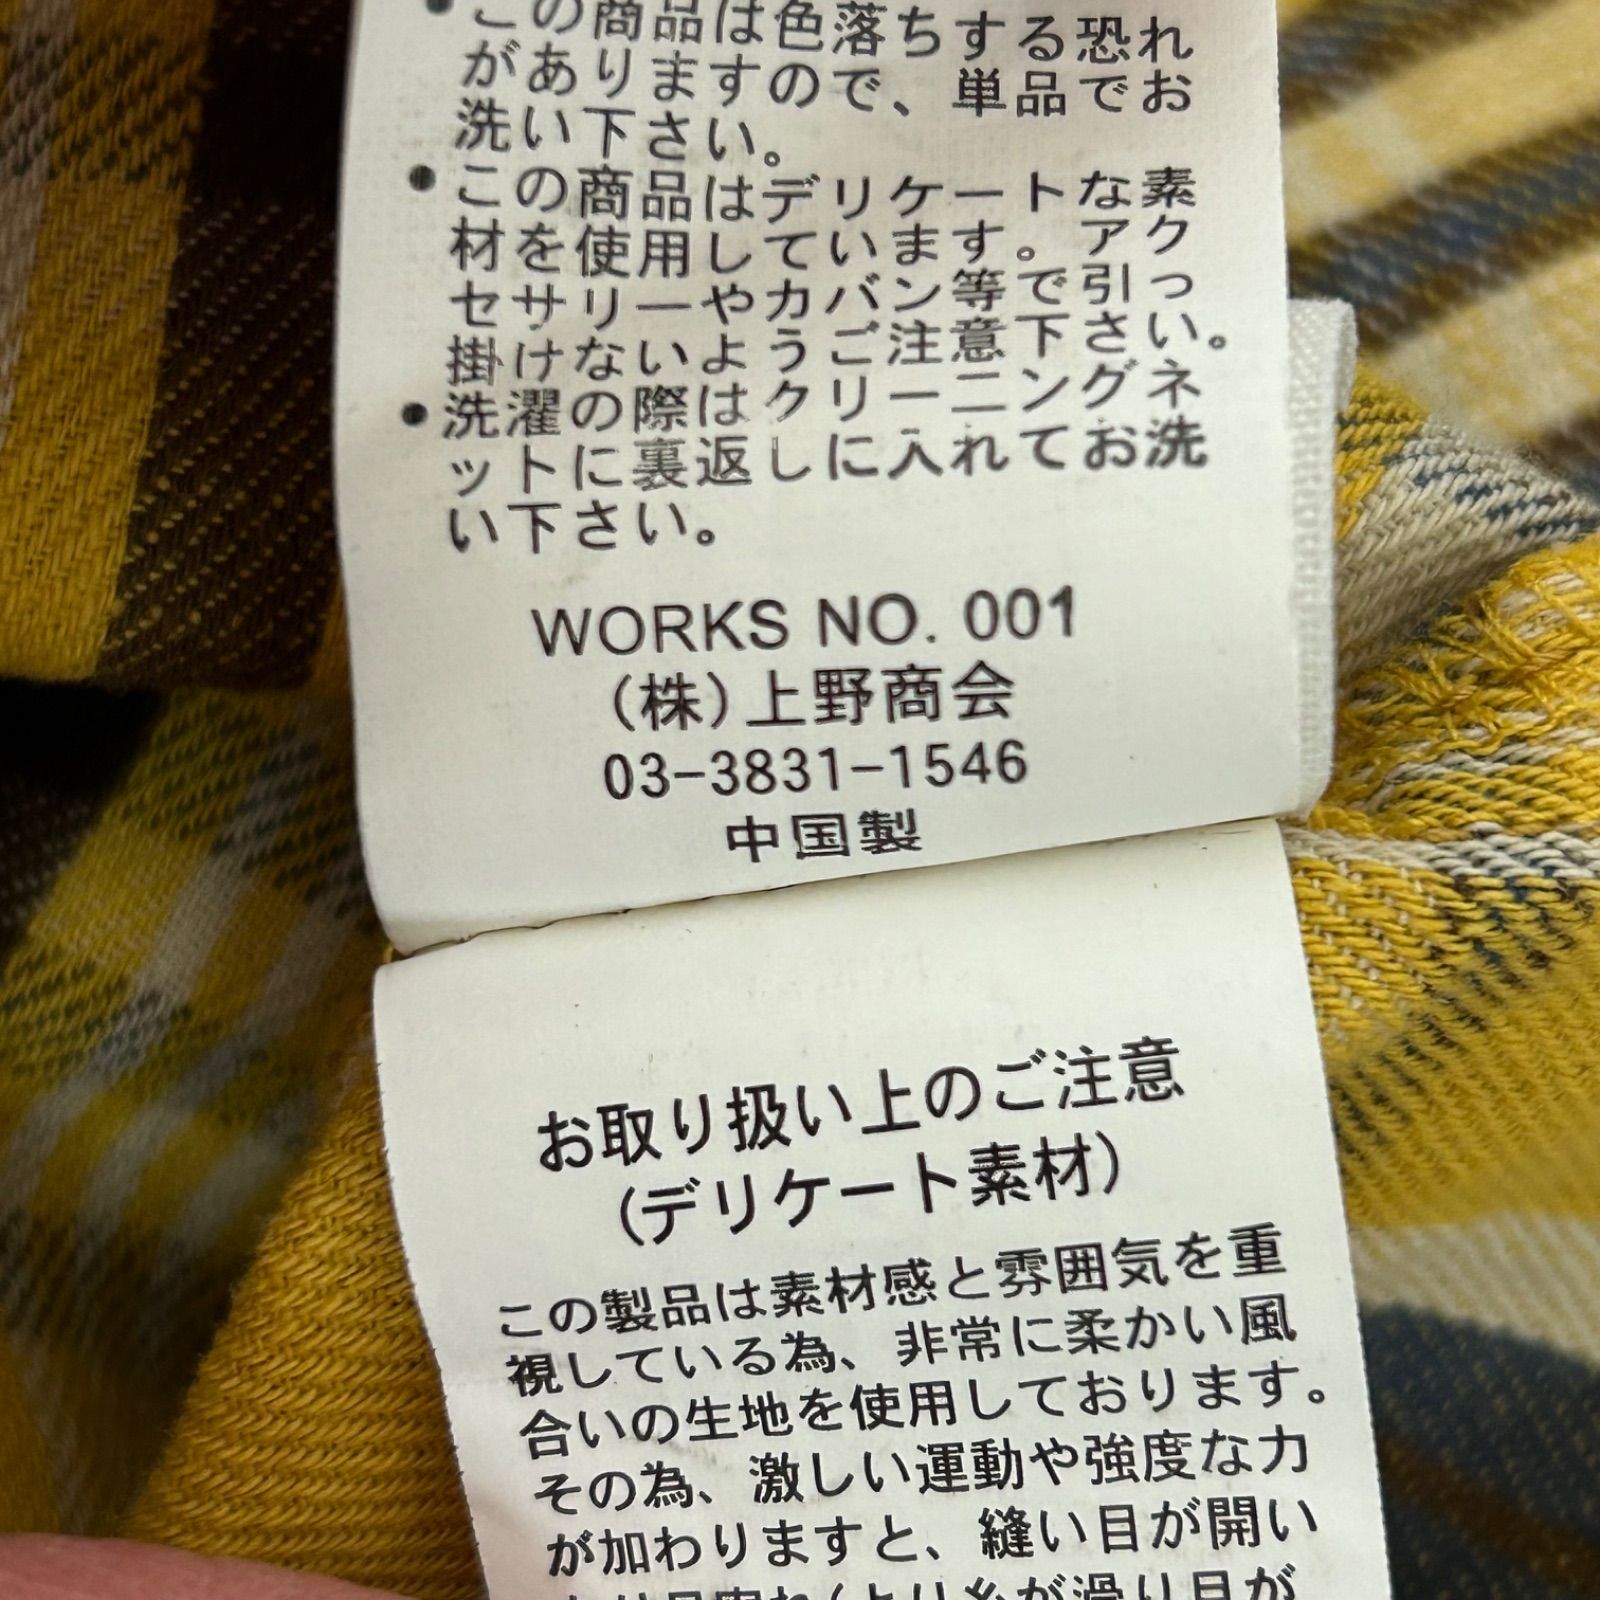 ・この商品は色落ちする恐れ
がありますので、単品でお
洗い下さい。
・この商品はデリケートな素
材を使用しています。アク
セサリーやカバン等で引っ
掛けないようご注意下さい。
・洗濯の際はクリーニングネ
ットに裏返しに入れてお洗
い下さい。
WORKS NO. 001
(株)上野商会
03-3831-1546
中国製
お取り扱い上のご注意
(デリケート素材)
この製品は素材感と雰囲気を重
視している為、非常に柔かい風
合いの生地を使用しております。
その為、激しい運動や強度な力
が加わりますと、縫い目が開い
より糸が滑り目が